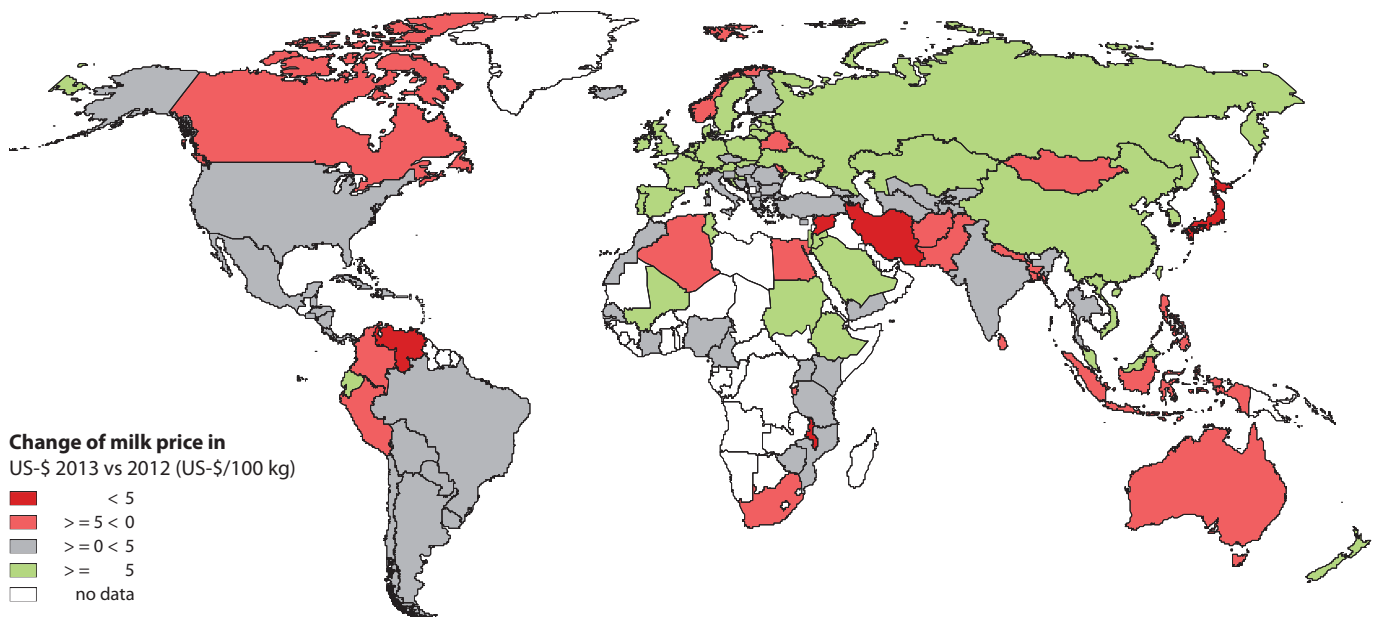 Change of milk price in
US-$ 2013 vs 2012 (US-$/100 kg)
< 5
> = 5 < 0
> = 0 < 5
> = 5
no data